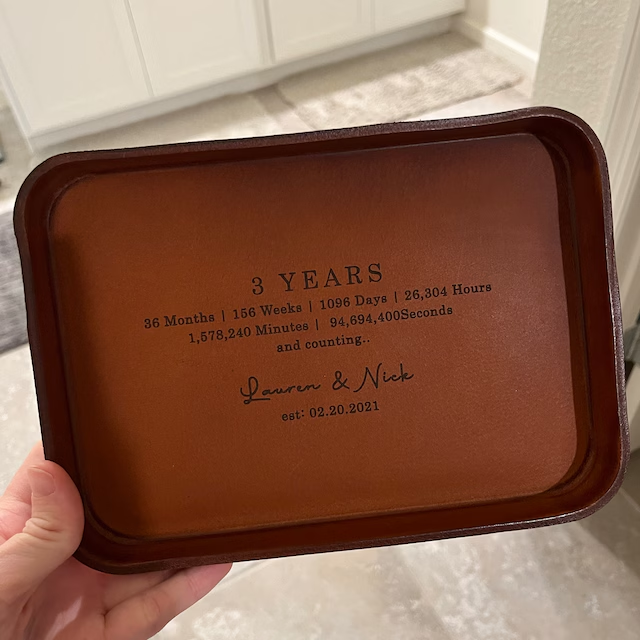 3 YEARS
36 Months | 156 Weeks | 1096 Days | 26,304 Hours
1,578,240 Minutes | 94,694,400Seconds
and counting..
Lauren & Nick
est: 02.20.2021